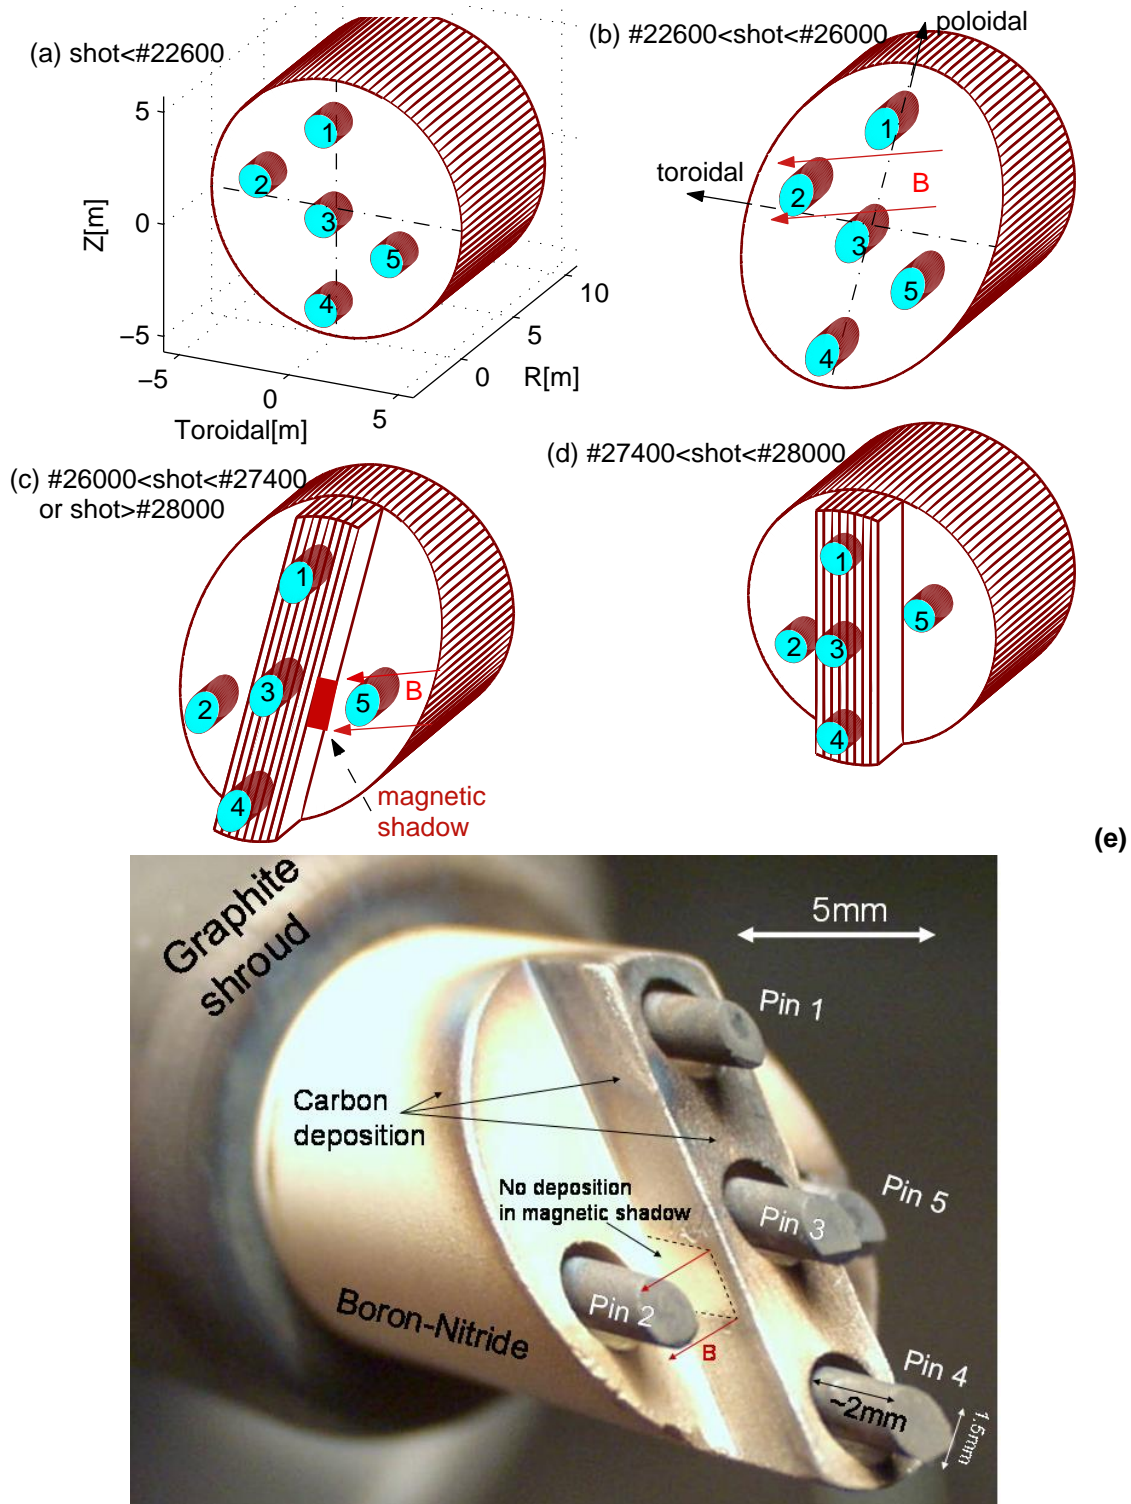 (a) shot<#22600
5
0
−5
Z[m]
−5
0
5
Toroidal[m]
0
5
10
R[m]
1
2
3
5
4
(b) #22600<shot<#26000
poloidal
toroidal
B
1
2
3
5
4
(c) #26000<shot<#27400
or shot>#28000
1
2
3
5
4
B
magnetic
shadow
(d) #27400<shot<#28000
1
2
3
5
4
(e)
Graphite
shroud
5mm
Pin 1
Carbon
deposition
No deposition
in magnetic shadow
Pin 5
Pin 3
Pin 2
B
Boron-Nitride
Pin 4
~2mm
1.5mm